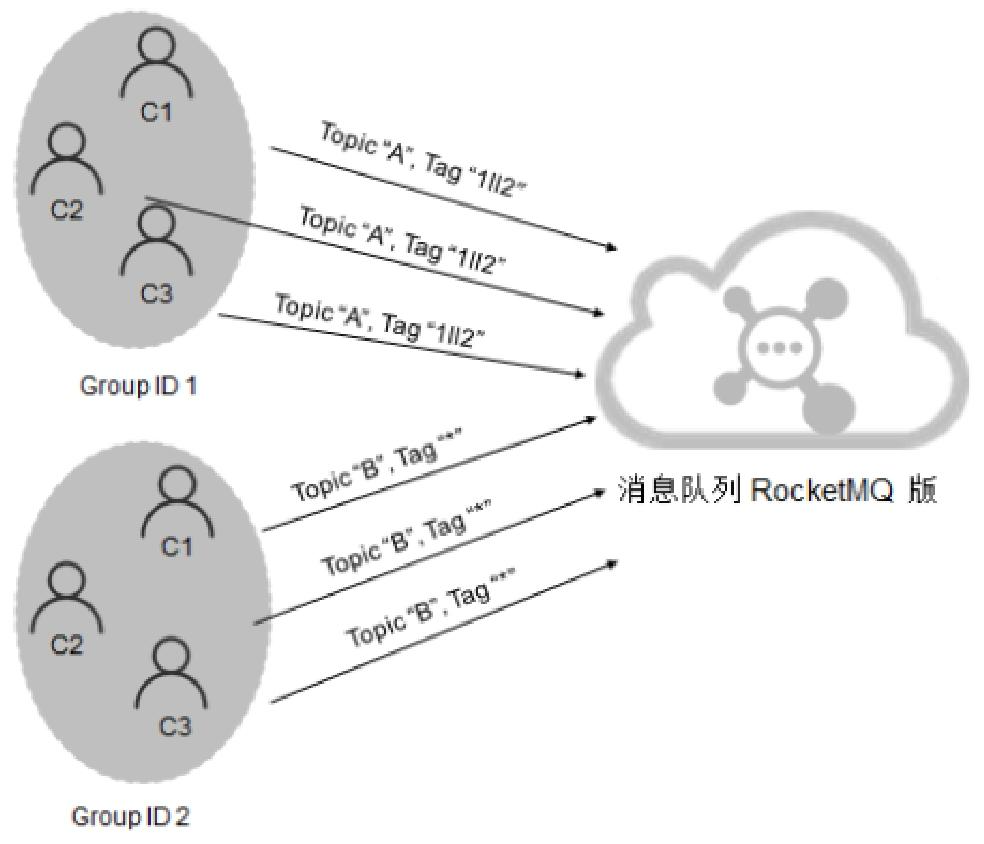 C1
C2
C3
Group ID 1
Topic “A”, Tag “1||2”
Topic “A”, Tag “1||2”
Topic “A”, Tag “1||2”
消息队列 RocketMQ 版
Topic “B”, Tag “*”
Topic “B”, Tag “*”
Topic “B”, Tag “*”
C1
C2
C3
Group ID 2